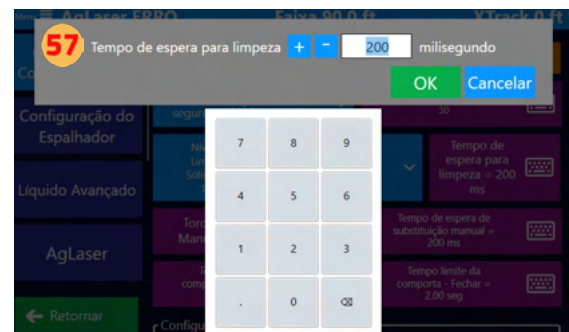 Menu AgLaser ERRO Faixa 90.0 ft XTrack 0 ft
57 Tempo de espera para limpeza + - 200 milisegundo
OK Cancelar
Configuração do
Espalhador
Líquido Avançado
AgLaser
Retornar
segura
30
Tempo de
espera para
limpeza = 200
ms
Tempo de espera de
substituição manual =
200 ms
Tempo limite da
comporta - Fechar =
2.00 seg
7 8 9
4 5 6
1 2 3
. 0